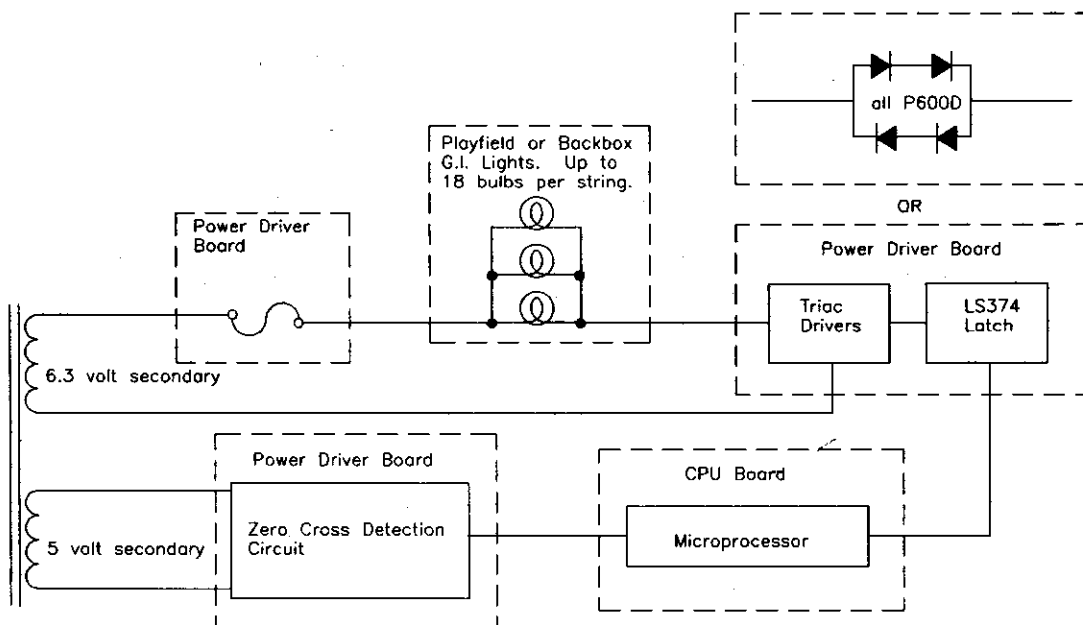 all P600D
OR
Playfield or Backbox
G.I. Lights. Up to
18 bulbs per string.
Power Driver
Board
Power Driver Board
Triac
Drivers
LS374
Latch
6.3 volt secondary
Power Driver Board
Zero Cross Detection
Circuit
5 volt secondary
CPU Board
Microprocessor